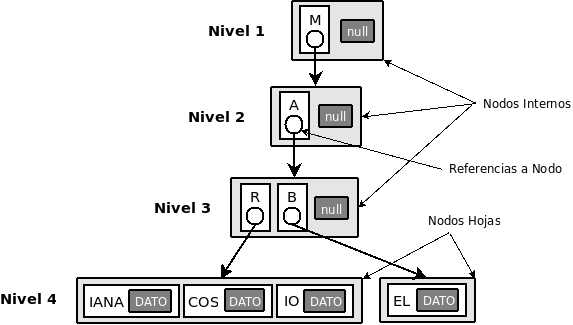 M
Nivel 1
null
A
Nivel 2
null
Nodos Internos
Referencias a Nodo
R B
Nivel 3
null
Nodos Hojas
Nivel 4
IANA DATO COS DATO IO DATO
EL DATO